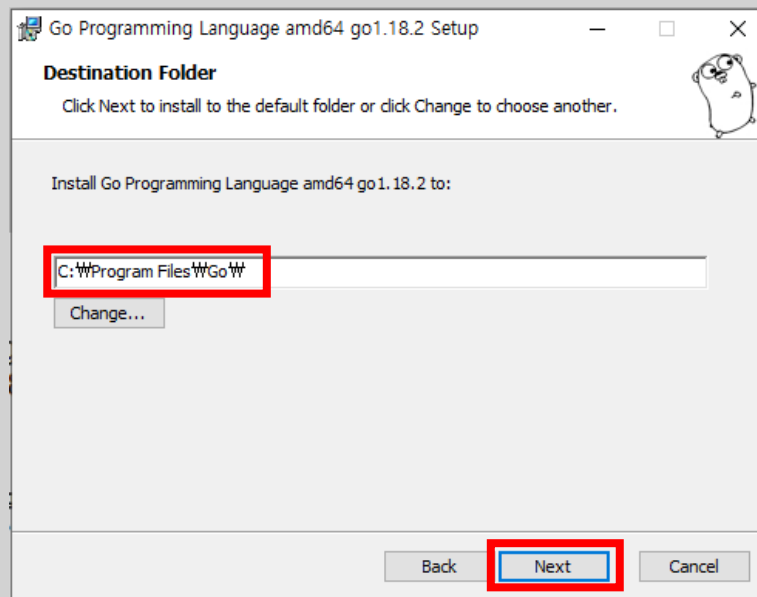 Go Programming Language amd64 go1.18.2 Setup
Destination Folder
Click Next to install to the default folder or click Change to choose another.
Install Go Programming Language amd64 go1.18.2 to:
C:₩Program Files₩Go₩
Change...
Back Next Cancel